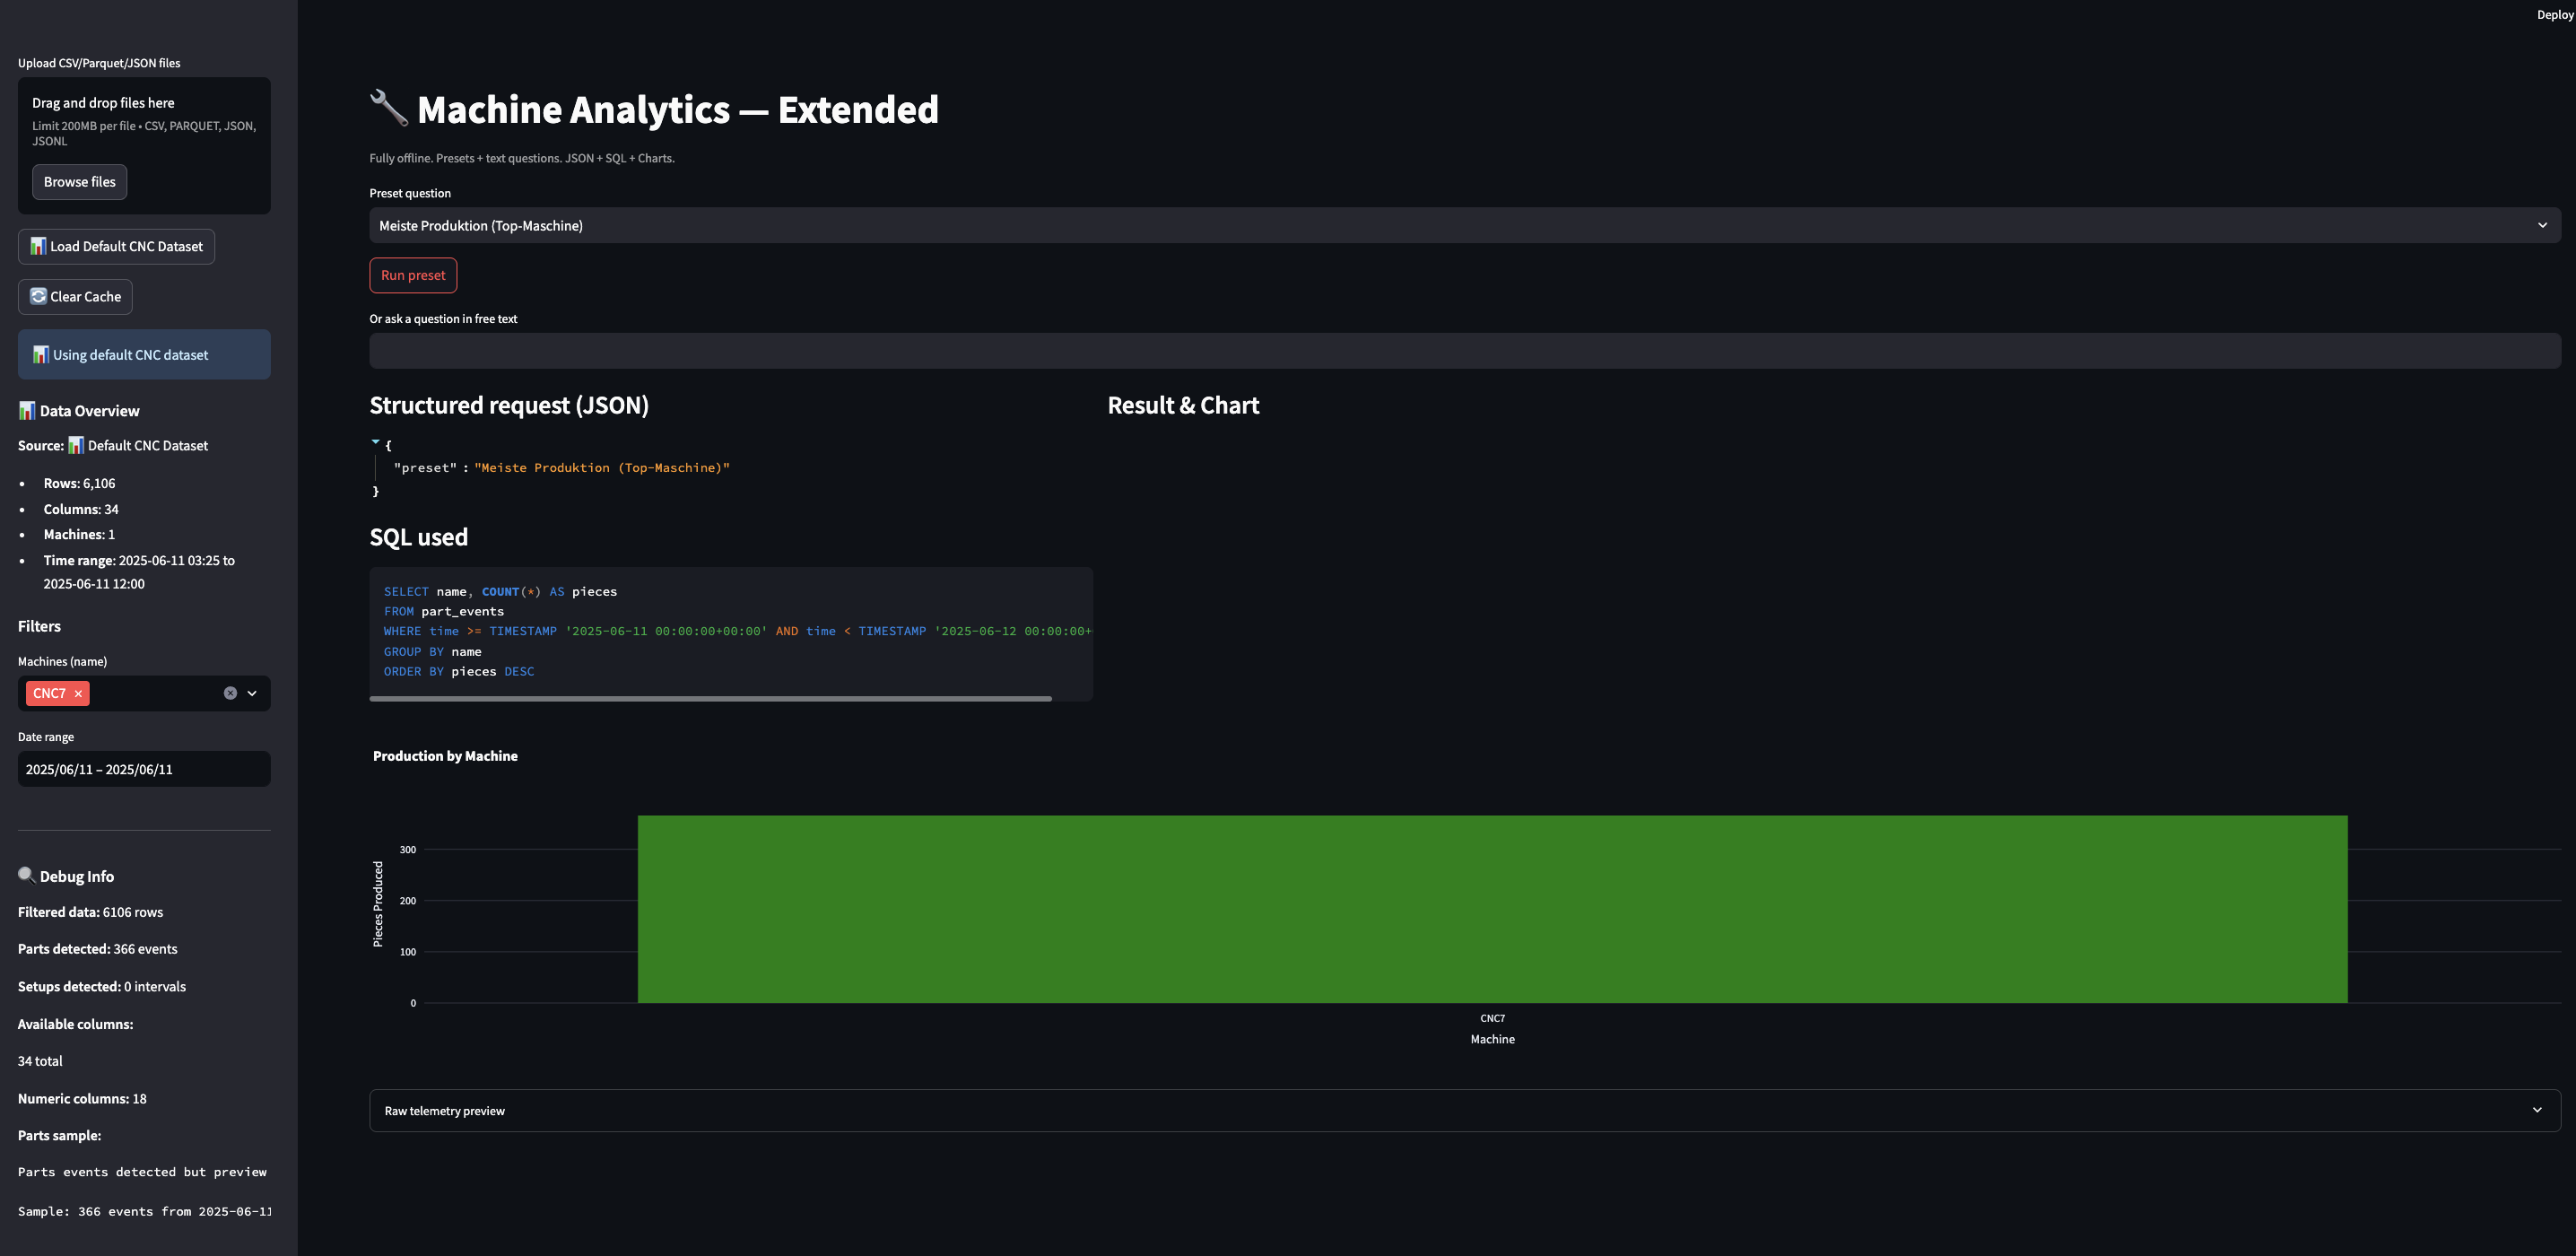 Deploy
Upload CSV/Parquet/JSON files
Drag and drop files here
Limit 200MB per file • CSV, PARQUET, JSON,
JSONL
Browse files
Load Default CNC Dataset
Clear Cache
Using default CNC dataset
Data Overview
Source: Default CNC Dataset
• Rows: 6,106
• Columns: 34
• Machines: 1
• Time range: 2025-06-11 03:25 to
2025-06-11 12:00
Filters
Machines (name)
CNC7 ×
Date range
2025/06/11 – 2025/06/11
Debug Info
Filtered data: 6106 rows
Parts detected: 366 events
Setups detected: 0 intervals
Available columns:
34 total
Numeric columns: 18
Parts sample:
Parts events detected but preview
Sample: 366 events from 2025-06-11
Machine Analytics — Extended
Fully offline. Presets + text questions. JSON + SQL + Charts.
Preset question
Meiste Produktion (Top-Maschine)
Run preset
Or ask a question in free text
Structured request (JSON)
{
"preset" : "Meiste Produktion (Top-Maschine)"
}
SQL used
SELECT name, COUNT(*) AS pieces
FROM part_events
WHERE time >= TIMESTAMP '2025-06-11 00:00:00+00:00' AND time < TIMESTAMP '2025-06-12 00:00:00+
GROUP BY name
ORDER BY pieces DESC
Result & Chart
Production by Machine
Pieces Produced
300
200
100
0
CNC7
Machine
Raw telemetry preview